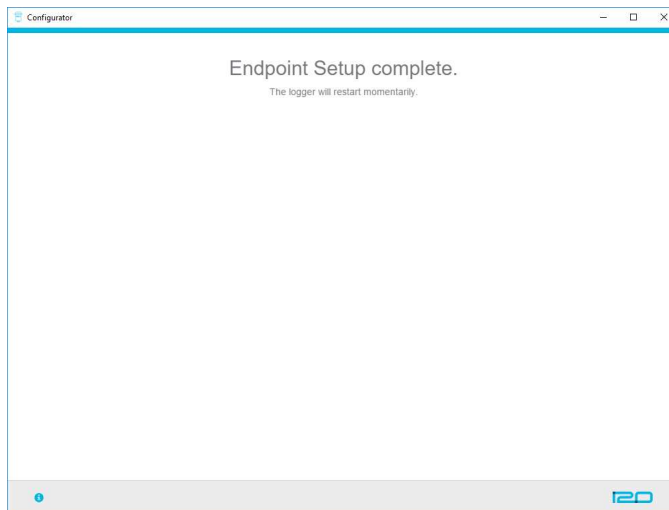 Configurator
Endpoint Setup complete.
The logger will restart momentarily.
i2O